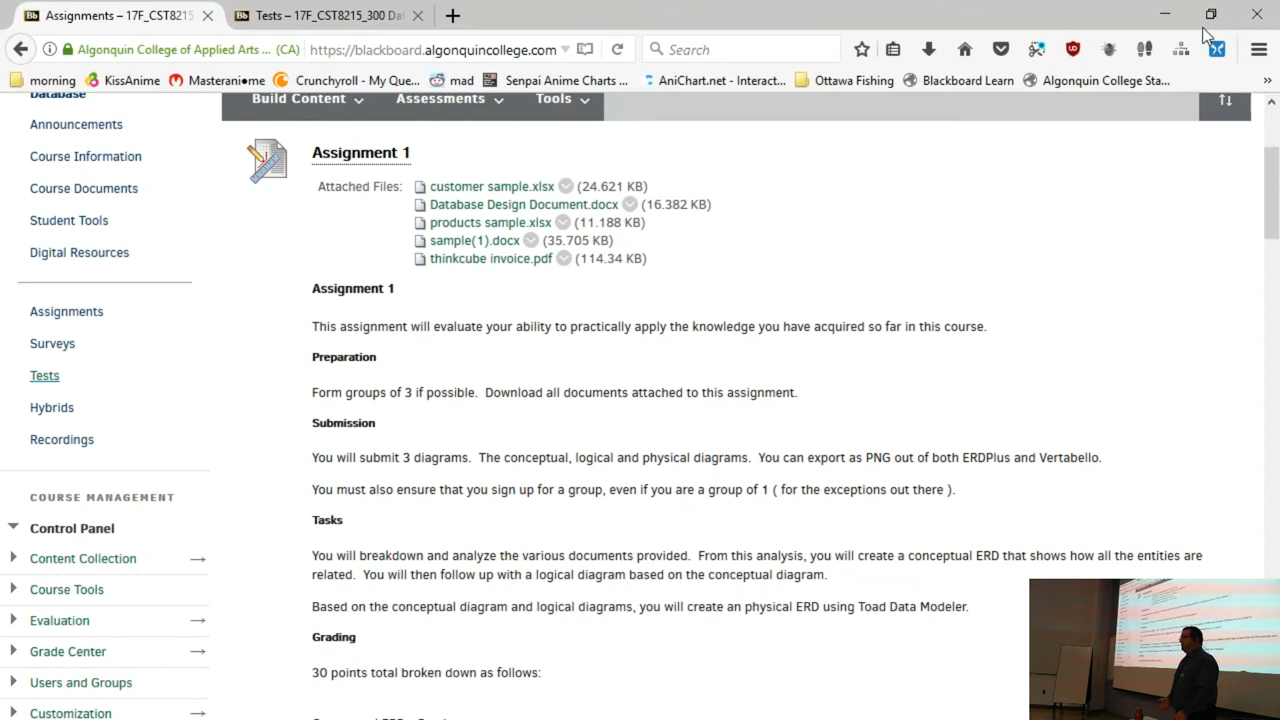 Assignments – 17F_CST8215
Tests – 17F_CST8215_300 Dat
Algonquin College of Applied Arts ... (CA)
https://blackboard.algonquincollege.com
Search
morning
KissAnime
Masterani●me
Crunchyroll - My Que...
mad
Senpai Anime Charts ...
AniChart.net - Interact...
Ottawa Fishing
Blackboard Learn
Algonquin College Sta...
»
Database
Announcements
Course Information
Course Documents
Student Tools
Digital Resources
Assignments
Surveys
Tests
Hybrids
Recordings
COURSE MANAGEMENT
Control Panel
Content Collection
Course Tools
Evaluation
Grade Center
Users and Groups
Customization
Build Content
Assessments
Tools
Assignment 1
Attached Files:
customer sample.xlsx (24.621 KB)
Database Design Document.docx (16.382 KB)
products sample.xlsx (11.188 KB)
sample(1).docx (35.705 KB)
thinkcube invoice.pdf (114.34 KB)
Assignment 1
This assignment will evaluate your ability to practically apply the knowledge you have acquired so far in this course.
Preparation
Form groups of 3 if possible. Download all documents attached to this assignment.
Submission
You will submit 3 diagrams. The conceptual, logical and physical diagrams. You can export as PNG out of both ERDPlus and Vertabello.
You must also ensure that you sign up for a group, even if you are a group of 1 ( for the exceptions out there ).
Tasks
You will breakdown and analyze the various documents provided. From this analysis, you will create a conceptual ERD that shows how all the entities are
related. You will then follow up with a logical diagram based on the conceptual diagram.
Based on the conceptual diagram and logical diagrams, you will create an physical ERD using Toad Data Modeler.
Grading
30 points total broken down as follows: